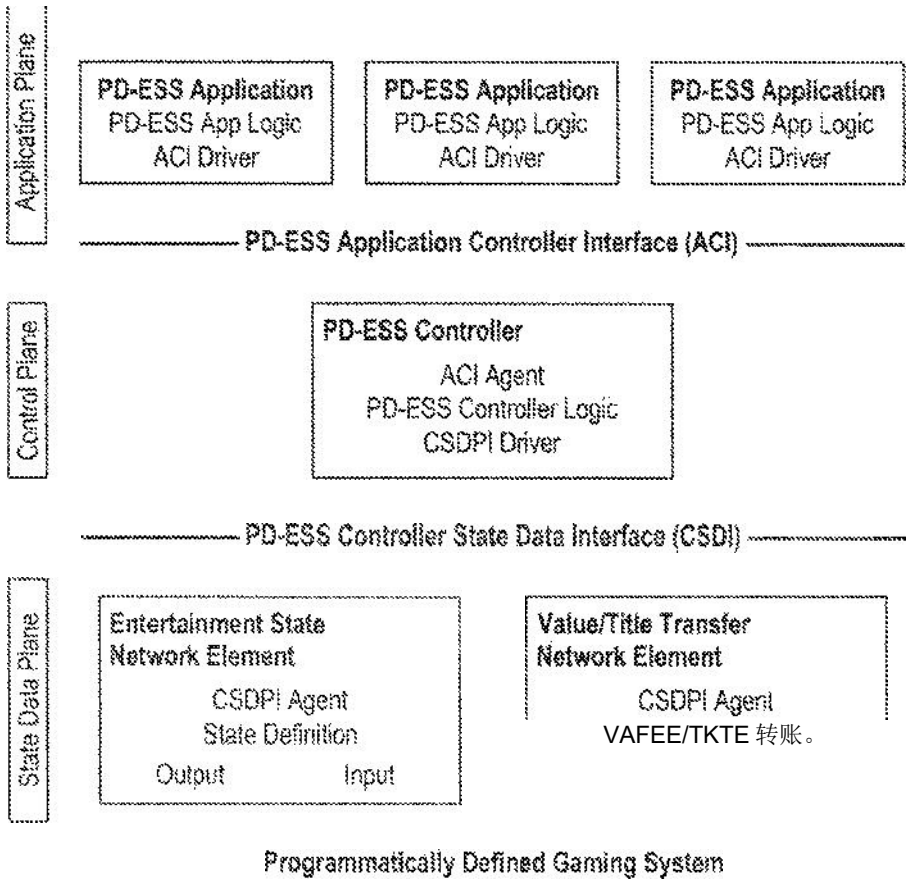 Application Plane
PD-ESS Application
PD-ESS App Logic
ACI Driver
PD-ESS Application
PD-ESS App Logic
ACI Driver
PD-ESS Application
PD-ESS App Logic
ACI Driver
PD-ESS Application Controller Interface (ACI)
Control Plane
PD-ESS Controller
ACI Agent
PD-ESS Controller Logic
CSDPI Driver
PD-ESS Controller State Data Interface (CSDI)
State Data Plane
Entertainment State
Network Element
CSDPI Agent
State Definition
Output Input
Value/Title Transfer
Network Element
CSDPI Agent
VAFEE/TKTE 转账。
Programmatically Defined Gaming System